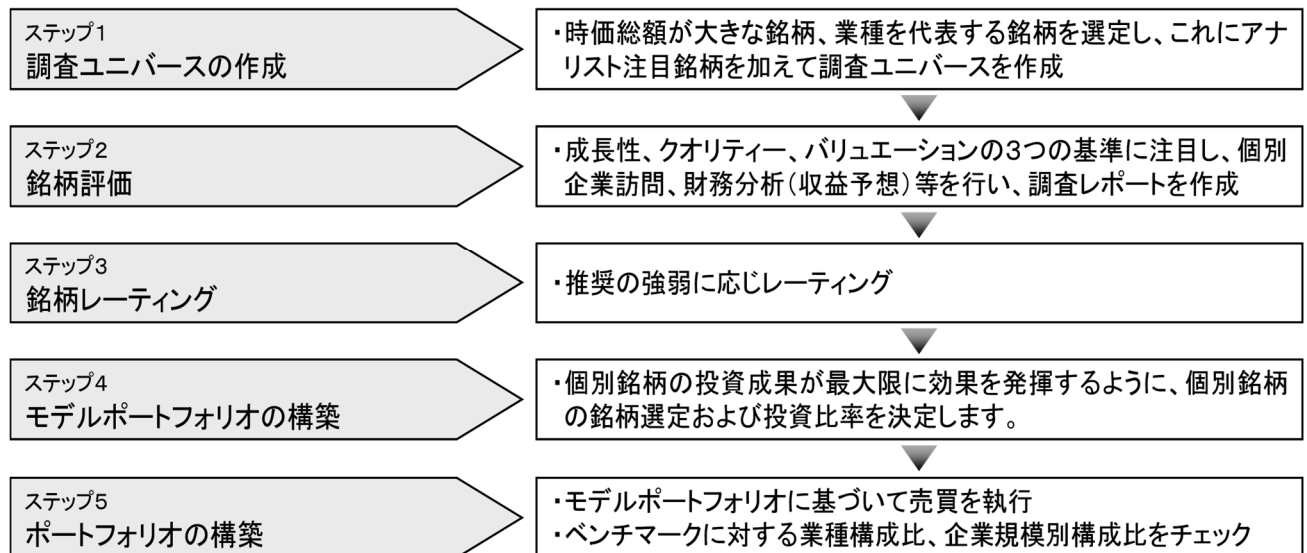 ステップ1
調査ユニバースの作成
・時価総額が大きな銘柄、業種を代表する銘柄を選定し、これにアナ
リスト注目銘柄を加えて調査ユニバースを作成
ステップ2
銘柄評価
・成長性、クオリティー、バリュエーションの3つの基準に注目し、個別
企業訪問、財務分析（収益予想）等を行い、調査レポートを作成
ステップ3
銘柄レーティング
・推奨の強弱に応じレーティング
ステップ4
モデルポートフォリオの構築
・個別銘柄の投資成果が最大限に効果を発揮するように、個別銘柄
の銘柄選定および投資比率を決定します。
ステップ5
ポートフォリオの構築
・モデルポートフォリオに基づいて売買を執行
・ベンチマークに対する業種構成比、企業規模別構成比をチェック